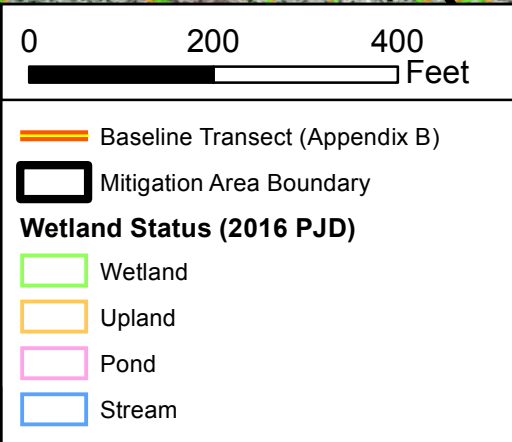 0 200 400
Feet
Baseline Transect (Appendix B)
Mitigation Area Boundary
Wetland Status (2016 PJD)
Wetland
Upland
Pond
Stream